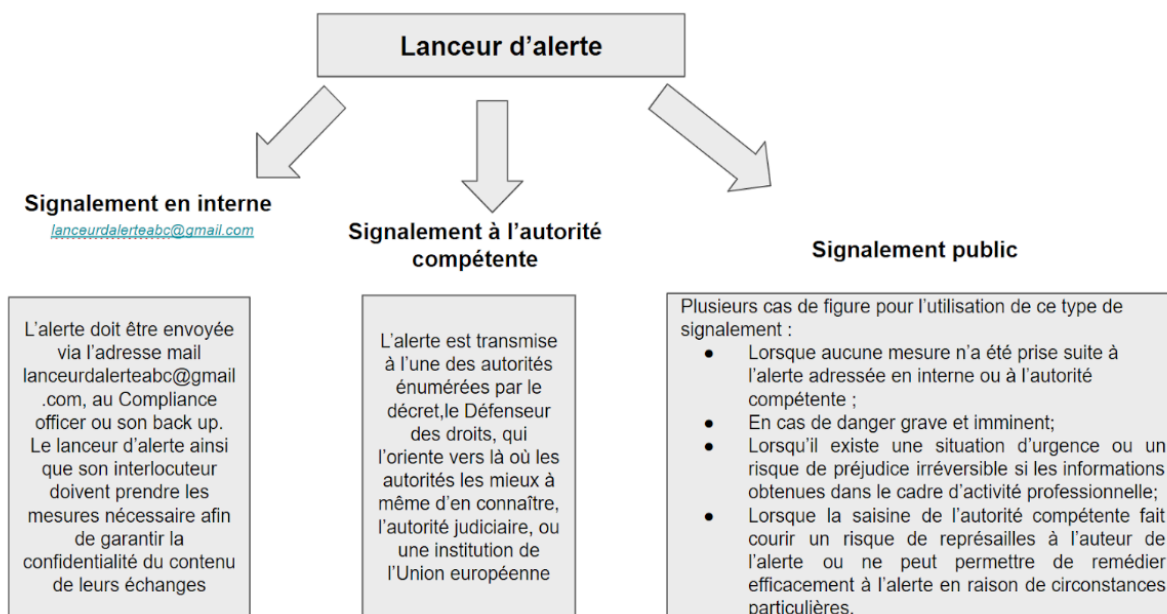 Lanceur d'alerte
Signalement en interne
lanceurdalerteabc@gmail.com
L'alerte doit être envoyée
via l'adresse mail
lanceurdalerteabc@gmail
.com, au Compliance
officer ou son back up.
Le lanceur d'alerte ainsi
que son interlocuteur
doivent prendre les
mesures nécessaire afin
de garantir la
confidentialité du contenu
de leurs échanges
Signalement à l'autorité
compétente
L'alerte est transmise
à l'une des autorités
énumérées par le
décret,le Défenseur
des droits, qui
l'oriente vers là où les
autorités les mieux à
même d'en connaître,
l'autorité judiciaire, ou
une institution de
l'Union européenne
Signalement public
Plusieurs cas de figure pour l'utilisation de ce type de
signalement :
● Lorsque aucune mesure n'a été prise suite à
l'alerte adressée en interne ou à l'autorité
compétente ;
● En cas de danger grave et imminent;
● Lorsqu'il existe une situation d'urgence ou un
risque de préjudice irréversible si les informations
obtenues dans le cadre d'activité professionnelle;
● Lorsque la saisine de l'autorité compétente fait
courir un risque de représailles à l'auteur de
l'alerte ou ne peut permettre de remédier
efficacement à l'alerte en raison de circonstances
particulières.